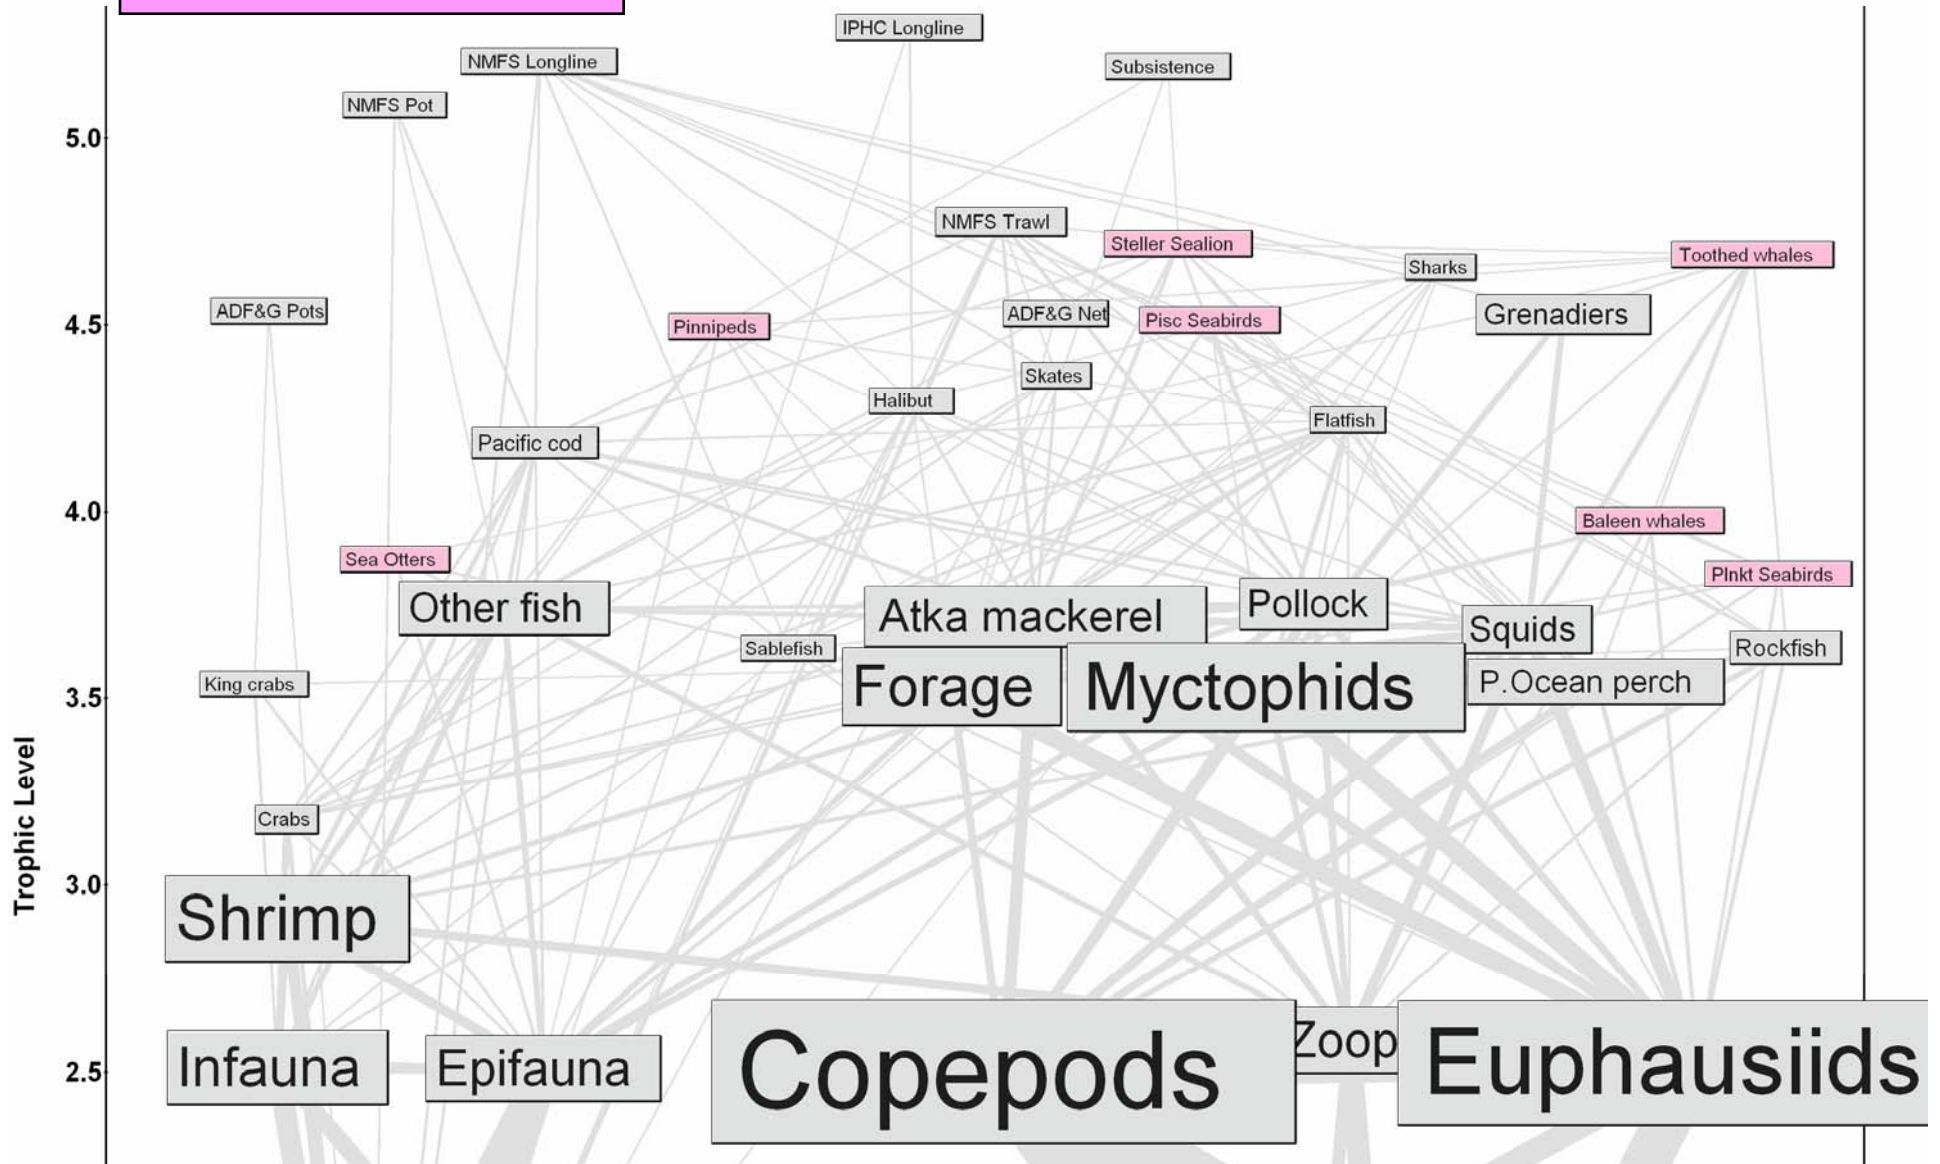 IPHC Longline
NMFS Longline
Subsistence
NMFS Pot
5.0
NMFS Trawl
Steller Sealion
Toothed whales
Sharks
ADF&G Pots
ADF&G Net
Pisc Seabirds
Grenadiers
4.5
Pinnipeds
Skates
Halibut
Flatfish
Pacific cod
4.0
Baleen whales
Sea Otters
Plnkt Seabirds
Other fish
Atka mackerel
Pollock
Squids
Sablefish
Rockfish
King crabs
Forage
Myctophids
P.Ocean perch
3.5
Trophic Level
Crabs
3.0
Shrimp
2.5
Infauna
Epifauna
Copepods
Zoop
Euphausiids